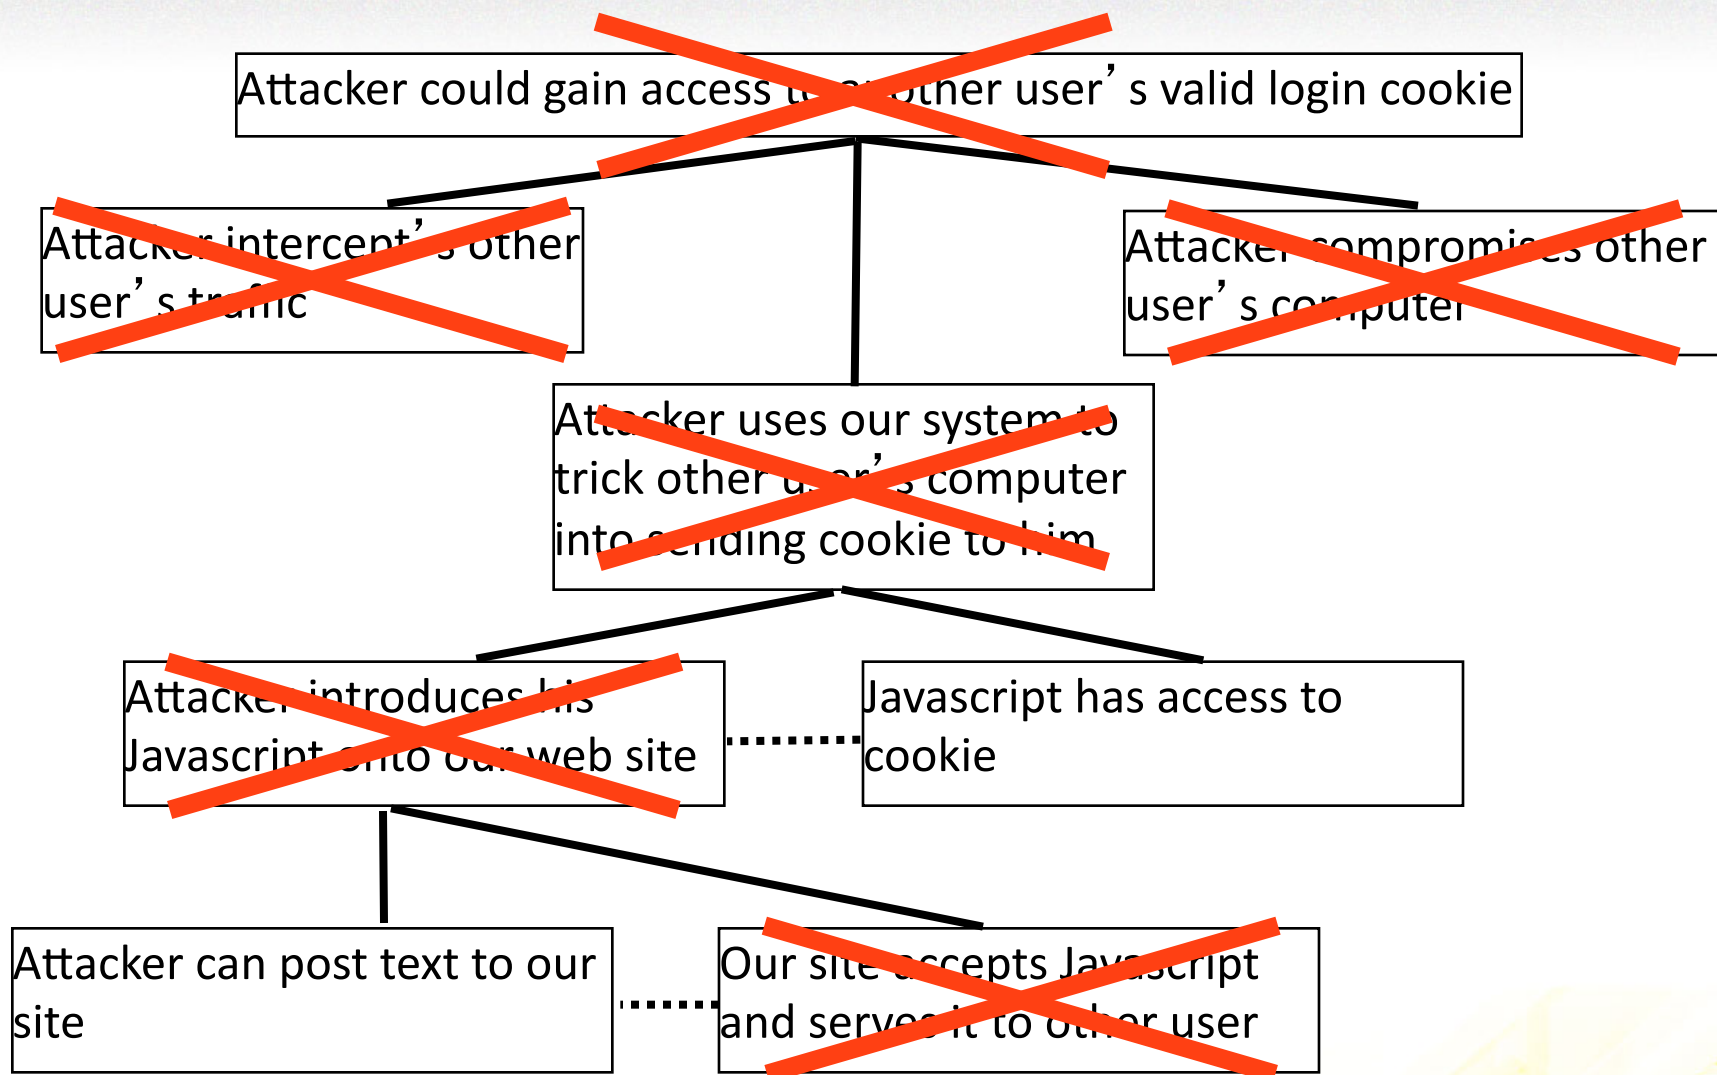 Attacker could gain access to another user’s valid login cookie
Attacker intercept’s other
user’s traffic
Attacker compromises other
user’s computer
Attacker uses our system to
trick other user’s computer
into sending cookie to him
Attacker introduces his
Javascript onto our web site
Javascript has access to
cookie
Attacker can post text to our
site
Our site accepts Javascript
and serves it to other user